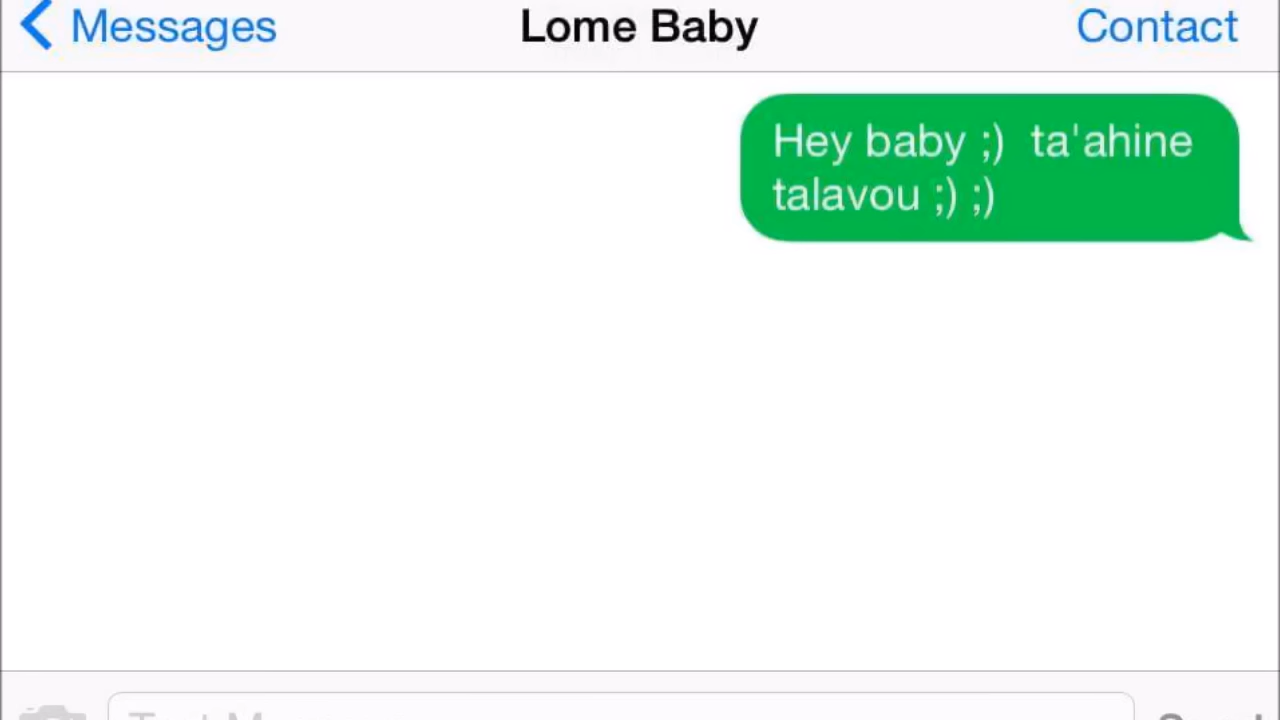 Messages Lome Baby Contact
Hey baby ;)  ta'ahine
talavou ;) ;)